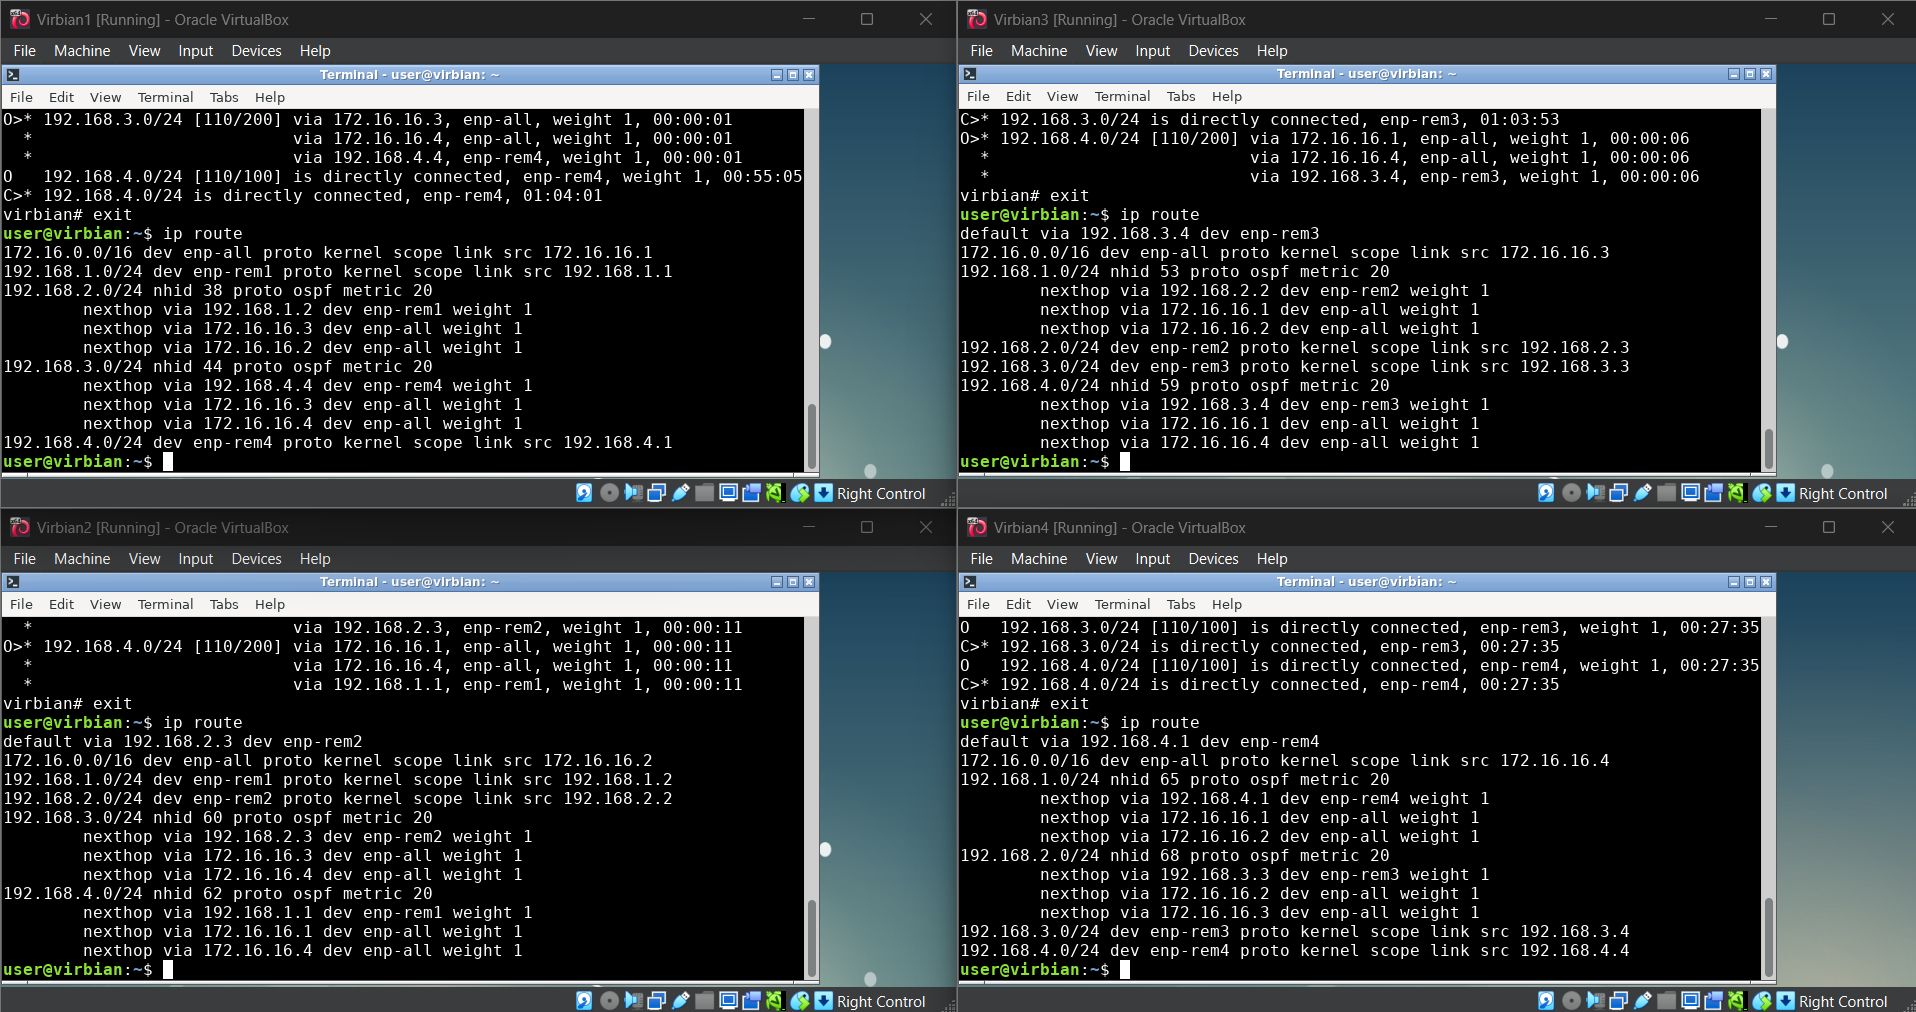 Virbian1 [Running] - Oracle VirtualBox
File Machine View Input Devices Help
Terminal - user@virbian: ~
File Edit View Terminal Tabs Help
O>* 192.168.3.0/24 [110/200] via 172.16.16.3, enp-all, weight 1, 00:00:01
  *                          via 172.16.16.4, enp-all, weight 1, 00:00:01
  *                          via 192.168.4.4, enp-rem4, weight 1, 00:00:01
O   192.168.4.0/24 [110/100] is directly connected, enp-rem4, weight 1, 00:55:05
C>* 192.168.4.0/24 is directly connected, enp-rem4, 01:04:01
virbian# exit
user@virbian:~$ ip route
172.16.0.0/16 dev enp-all proto kernel scope link src 172.16.16.1
192.168.1.0/24 dev enp-rem1 proto kernel scope link src 192.168.1.1
192.168.2.0/24 nhid 38 proto ospf metric 20
        nexthop via 192.168.1.2 dev enp-rem1 weight 1
        nexthop via 172.16.16.3 dev enp-all weight 1
        nexthop via 172.16.16.2 dev enp-all weight 1
192.168.3.0/24 nhid 44 proto ospf metric 20
        nexthop via 192.168.4.4 dev enp-rem4 weight 1
        nexthop via 172.16.16.3 dev enp-all weight 1
        nexthop via 172.16.16.4 dev enp-all weight 1
192.168.4.0/24 dev enp-rem4 proto kernel scope link src 192.168.4.1
user@virbian:~$
Right Control
Virbian3 [Running] - Oracle VirtualBox
File Machine View Input Devices Help
Terminal - user@virbian: ~
File Edit View Terminal Tabs Help
C>* 192.168.3.0/24 is directly connected, enp-rem3, 01:03:53
O>* 192.168.4.0/24 [110/200] via 172.16.16.1, enp-all, weight 1, 00:00:06
  *                          via 172.16.16.4, enp-all, weight 1, 00:00:06
  *                          via 192.168.3.4, enp-rem3, weight 1, 00:00:06
virbian# exit
user@virbian:~$ ip route
default via 192.168.3.4 dev enp-rem3
172.16.0.0/16 dev enp-all proto kernel scope link src 172.16.16.3
192.168.1.0/24 nhid 53 proto ospf metric 20
        nexthop via 192.168.2.2 dev enp-rem2 weight 1
        nexthop via 172.16.16.1 dev enp-all weight 1
        nexthop via 172.16.16.2 dev enp-all weight 1
192.168.2.0/24 dev enp-rem2 proto kernel scope link src 192.168.2.3
192.168.3.0/24 dev enp-rem3 proto kernel scope link src 192.168.3.3
192.168.4.0/24 nhid 59 proto ospf metric 20
        nexthop via 192.168.3.4 dev enp-rem3 weight 1
        nexthop via 172.16.16.1 dev enp-all weight 1
        nexthop via 172.16.16.4 dev enp-all weight 1
user@virbian:~$
Right Control
Virbian2 [Running] - Oracle VirtualBox
File Machine View Input Devices Help
Terminal - user@virbian: ~
File Edit View Terminal Tabs Help
  *                          via 192.168.2.3, enp-rem2, weight 1, 00:00:11
O>* 192.168.4.0/24 [110/200] via 172.16.16.1, enp-all, weight 1, 00:00:11
  *                          via 172.16.16.4, enp-all, weight 1, 00:00:11
  *                          via 192.168.1.1, enp-rem1, weight 1, 00:00:11
virbian# exit
user@virbian:~$ ip route
default via 192.168.2.3 dev enp-rem2
172.16.0.0/16 dev enp-all proto kernel scope link src 172.16.16.2
192.168.1.0/24 dev enp-rem1 proto kernel scope link src 192.168.1.2
192.168.2.0/24 dev enp-rem2 proto kernel scope link src 192.168.2.2
192.168.3.0/24 nhid 60 proto ospf metric 20
        nexthop via 192.168.2.3 dev enp-rem2 weight 1
        nexthop via 172.16.16.3 dev enp-all weight 1
        nexthop via 172.16.16.4 dev enp-all weight 1
192.168.4.0/24 nhid 62 proto ospf metric 20
        nexthop via 192.168.1.1 dev enp-rem1 weight 1
        nexthop via 172.16.16.1 dev enp-all weight 1
        nexthop via 172.16.16.4 dev enp-all weight 1
user@virbian:~$
Right Control
Virbian4 [Running] - Oracle VirtualBox
File Machine View Input Devices Help
Terminal - user@virbian: ~
File Edit View Terminal Tabs Help
O   192.168.3.0/24 [110/100] is directly connected, enp-rem3, weight 1, 00:27:35
C>* 192.168.3.0/24 is directly connected, enp-rem3, 00:27:35
O   192.168.4.0/24 [110/100] is directly connected, enp-rem4, weight 1, 00:27:35
C>* 192.168.4.0/24 is directly connected, enp-rem4, 00:27:35
virbian# exit
user@virbian:~$ ip route
default via 192.168.4.1 dev enp-rem4
172.16.0.0/16 dev enp-all proto kernel scope link src 172.16.16.4
192.168.1.0/24 nhid 65 proto ospf metric 20
        nexthop via 192.168.4.1 dev enp-rem4 weight 1
        nexthop via 172.16.16.1 dev enp-all weight 1
        nexthop via 172.16.16.2 dev enp-all weight 1
192.168.2.0/24 nhid 68 proto ospf metric 20
        nexthop via 192.168.3.3 dev enp-rem3 weight 1
        nexthop via 172.16.16.2 dev enp-all weight 1
        nexthop via 172.16.16.3 dev enp-all weight 1
192.168.3.0/24 dev enp-rem3 proto kernel scope link src 192.168.3.4
192.168.4.0/24 dev enp-rem4 proto kernel scope link src 192.168.4.4
user@virbian:~$
Right Control